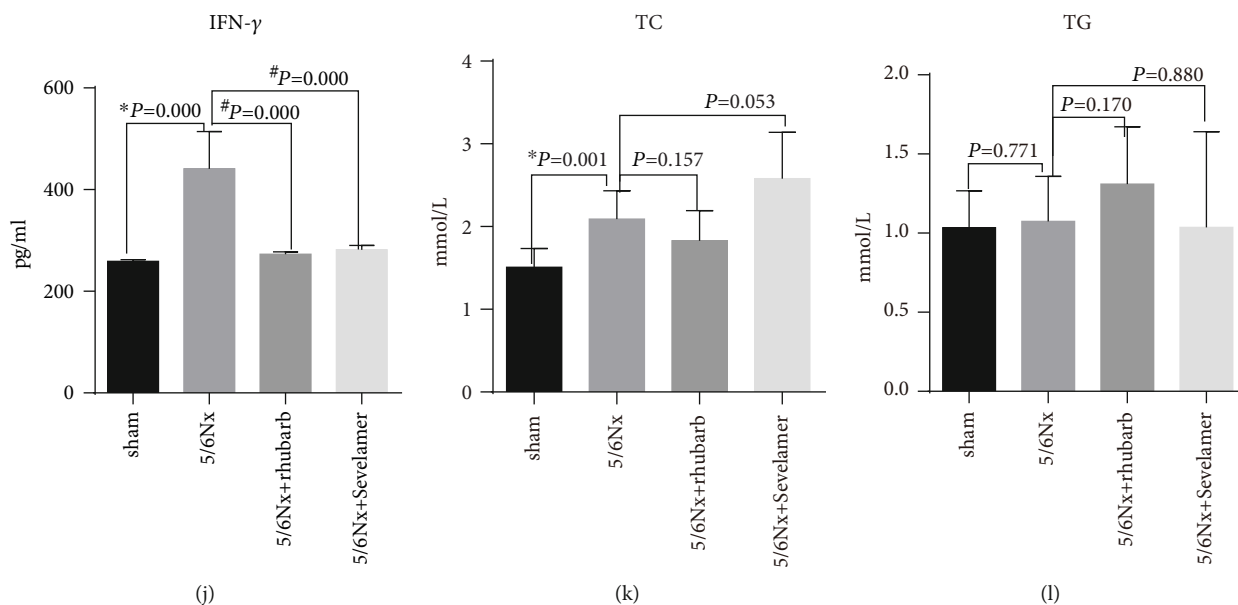 IFN-γ
600
400
200
0
pg/ml
*P=0.000
#P=0.000
#P=0.000
sham
5/6Nx
5/6Nx+rhubarb
5/6Nx+Sevelamer
(j)
TC
4
3
2
1
0
mmol/L
*P=0.001
P=0.157
P=0.053
sham
5/6Nx
5/6Nx+rhubarb
5/6Nx+Sevelamer
(k)
TG
2.0
1.5
1.0
0.5
0.0
mmol/L
P=0.771
P=0.170
P=0.880
sham
5/6Nx
5/6Nx+rhubarb
5/6Nx+Sevelamer
(l)